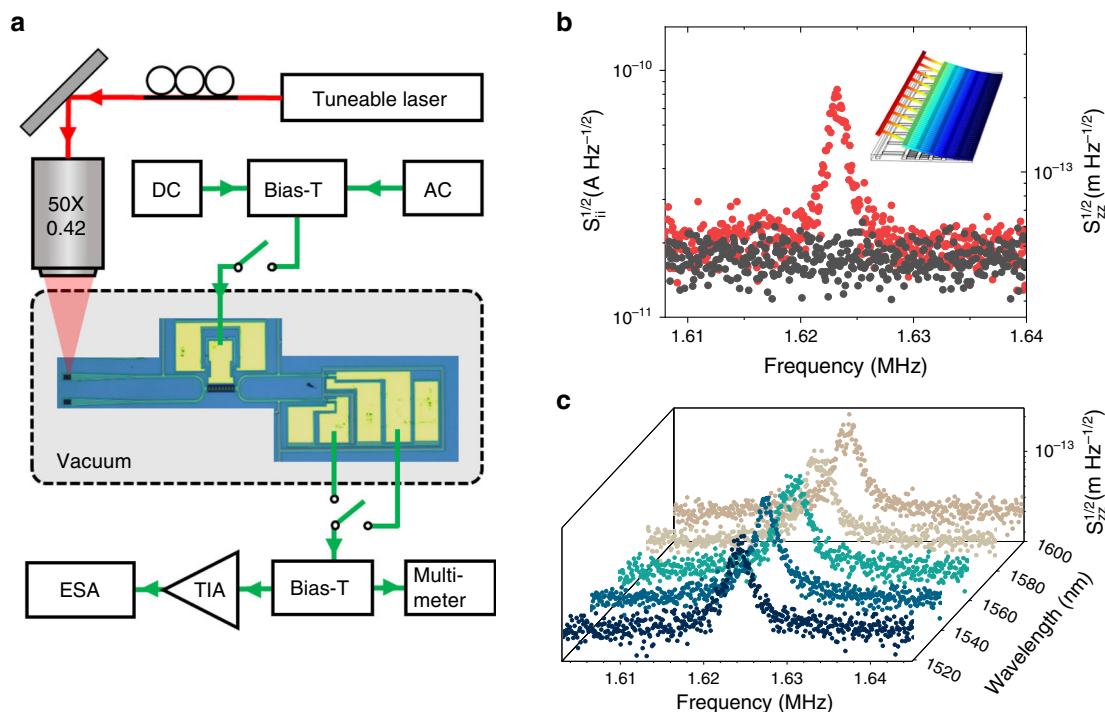 a
Tuneable laser
50X
0.42
DC
Bias-T
AC
Vacuum
ESA
TIA
Bias-T
Multi-
meter
b
10⁻¹⁰
10⁻¹¹
S_ii^1/2 (A Hz^−1/2)
10⁻¹³
S_zz^1/2 (m Hz^−1/2)
1.61
1.62
1.63
1.64
Frequency (MHz)
c
10⁻¹³
S_zz^1/2 (m Hz^−1/2)
1600
1580
1560
1540
1520
Wavelength (nm)
1.61
1.62
1.63
1.64
Frequency (MHz)